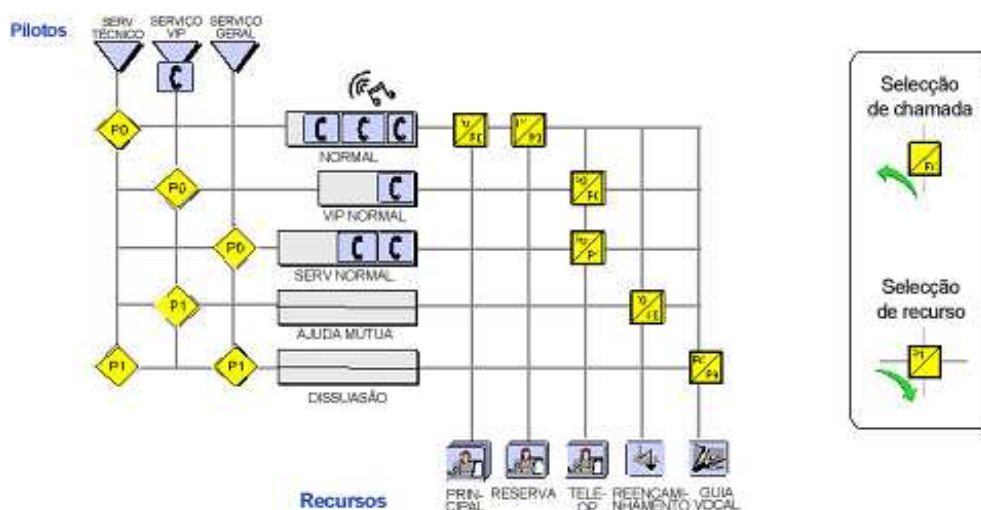 Pilotos
SERV
TÉCNICO
SERVIÇO
VIP
SERVIÇO
GERAL
P0
NORMAL
P0
VIP NORMAL
P0
SERV NORMAL
P1
AJUDA MUTUA
P1
P1
DISSUASÃO
Recursos
PRIN-
CIPAL
RESERVA
TELE-
OP
REENCAMI-
NHAMENTO
GUIA
VOCAL
Selecção
de chamada
Selecção
de recurso